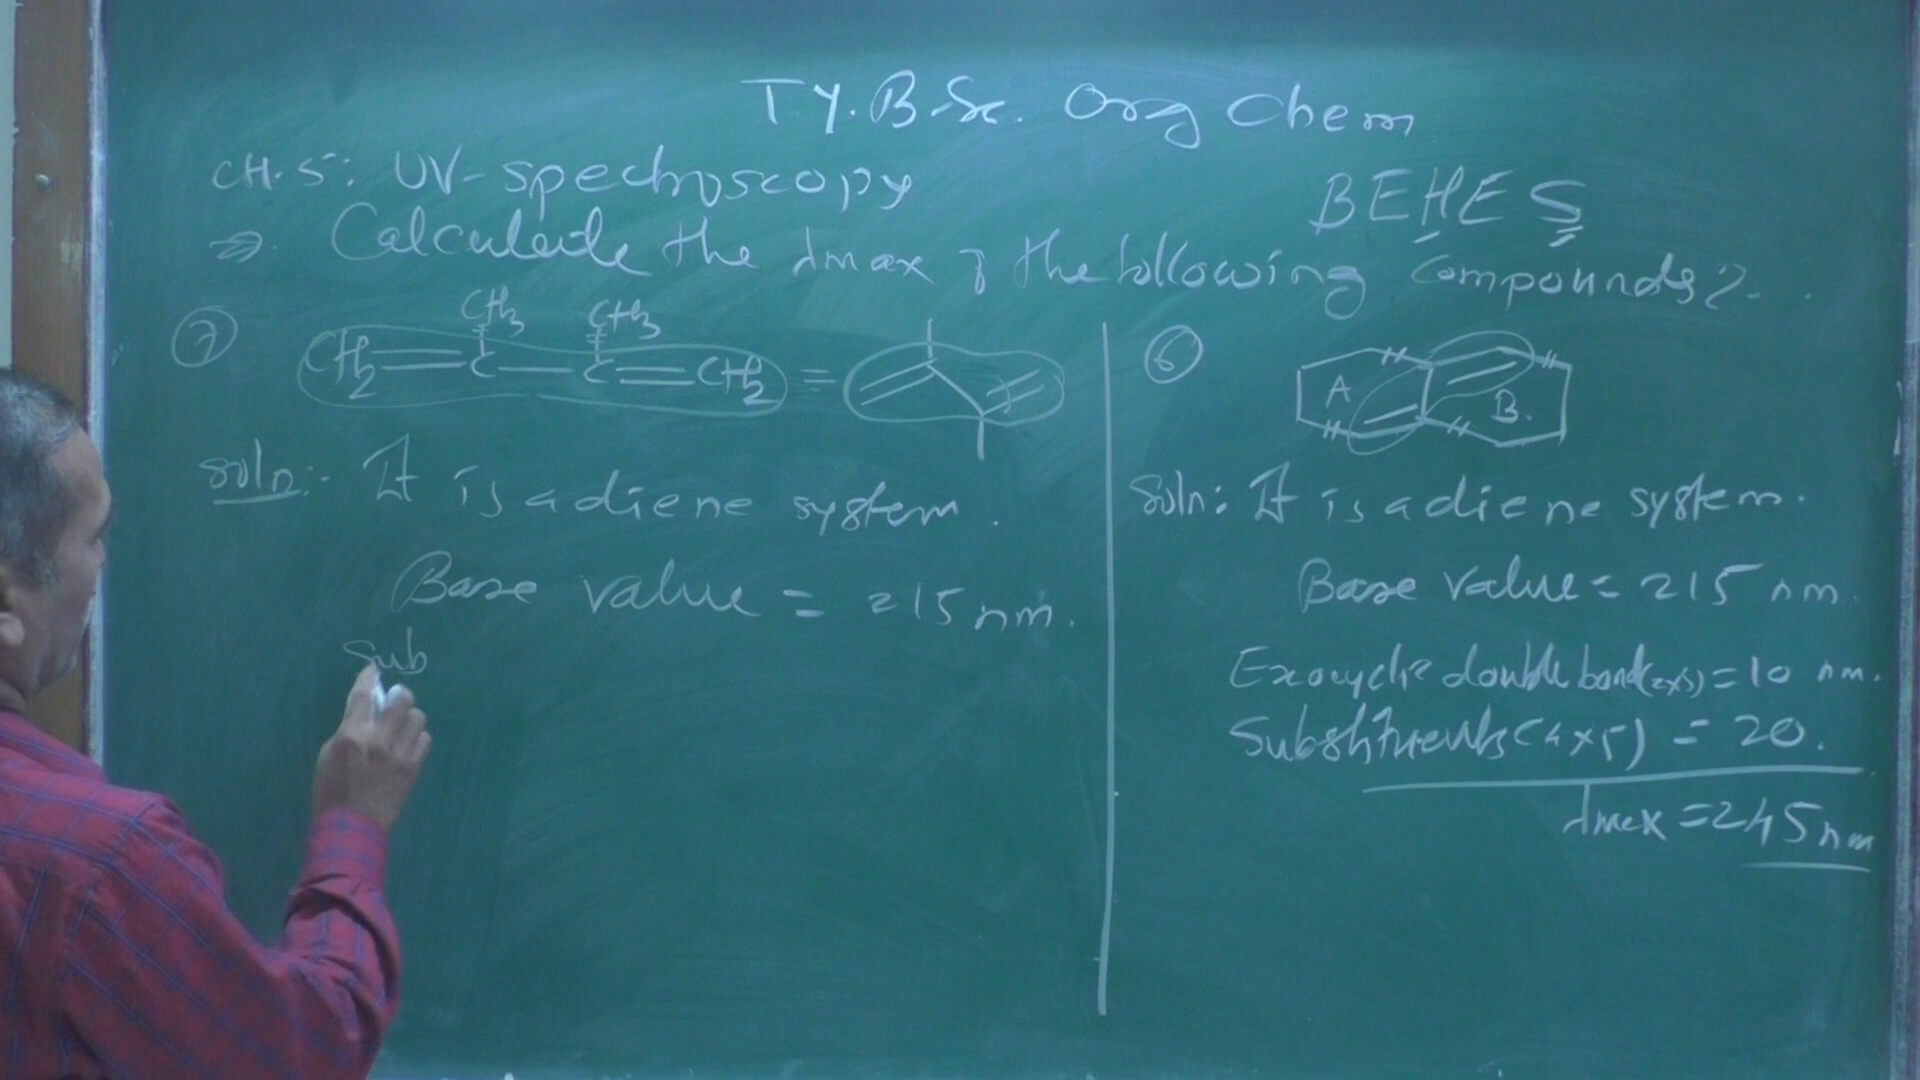 T.Y.B.Sc. Org Chem
CH.5: UV-spectroscopy
BEHES
⇒ Calculate the λmax of the following compounds?
7
CH3 CH3
CH2=C-C=CH2 ≡
Soln:- It is a diene system.
Base value = 215 nm.
Sub
6
A B.
Soln: It is a diene system.
Base value = 215 nm.
Exocyclic double bond(2x5) = 10 nm.
Substituents(4x5) = 20.
λmax = 245 nm